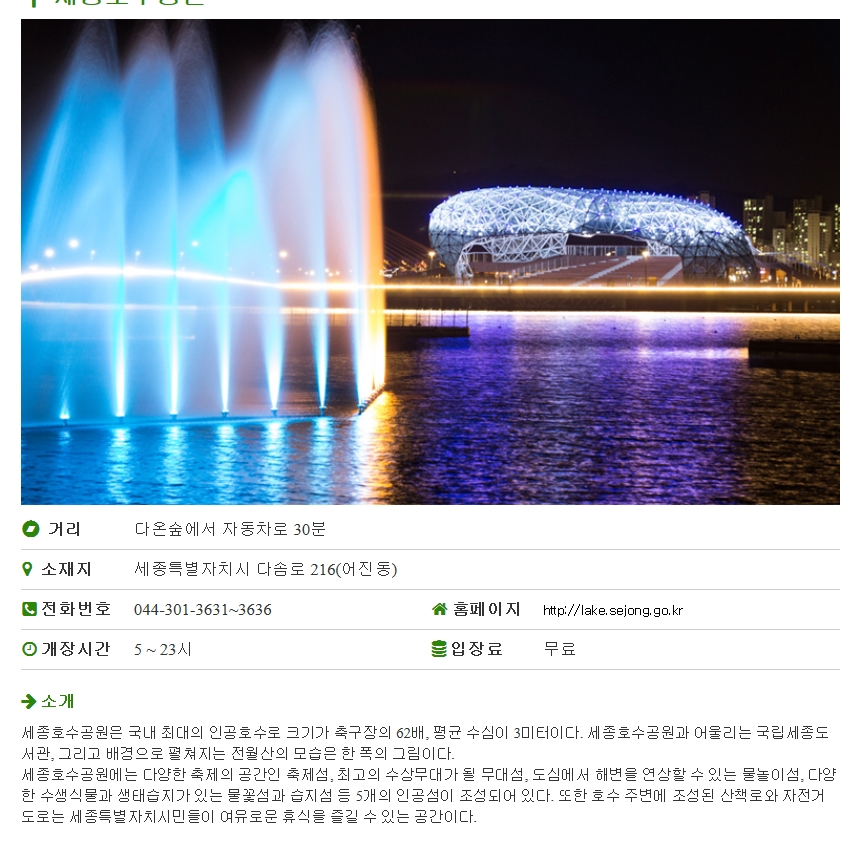 세종호수공원
거리 다온숲에서 자동차로 30분
소재지 세종특별자치시 다솜로 216(어진동)
전화번호 044-301-3631~3636 홈페이지 http://lake.sejong.go.kr
개장시간 5 ~ 23시 입장료 무료
소개
세종호수공원은 국내 최대의 인공호수로 크기가 축구장의 62배, 평균 수심이 3미터이다. 세종호수공원과 어울리는 국립세종도
서관, 그리고 배경으로 펼쳐지는 전월산의 모습은 한 폭의 그림이다.
세종호수공원에는 다양한 축제의 공간인 축제섬, 최고의 수상무대가 될 무대섬, 도심에서 해변을 연상할 수 있는 물놀이섬, 다양
한 수생식물과 생태습지가 있는 물꽃섬과 습지섬 등 5개의 인공섬이 조성되어 있다. 또한 호수 주변에 조성된 산책로와 자전거
도로는 세종특별자치시민들이 여유로운 휴식을 즐길 수 있는 공간이다.